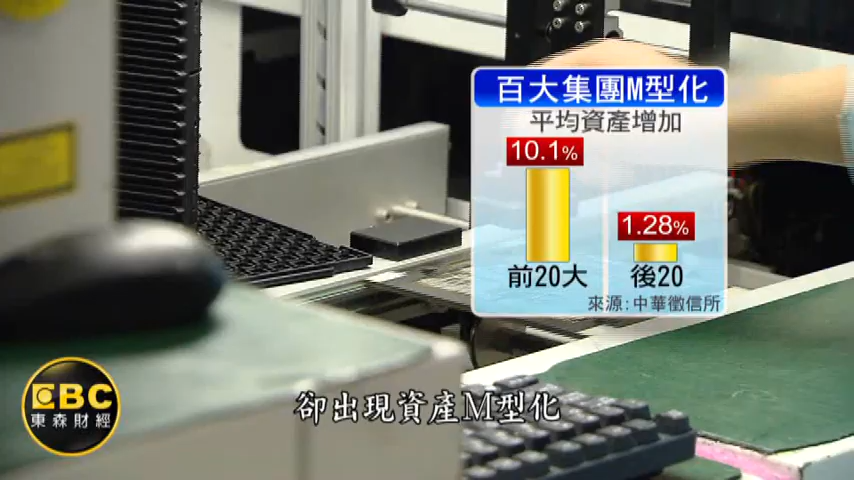 百大集團M型化
平均資產增加
10.1%
1.28%
前20大
後20
來源:中華徵信所
EBC
東森財經
卻出現資產M型化